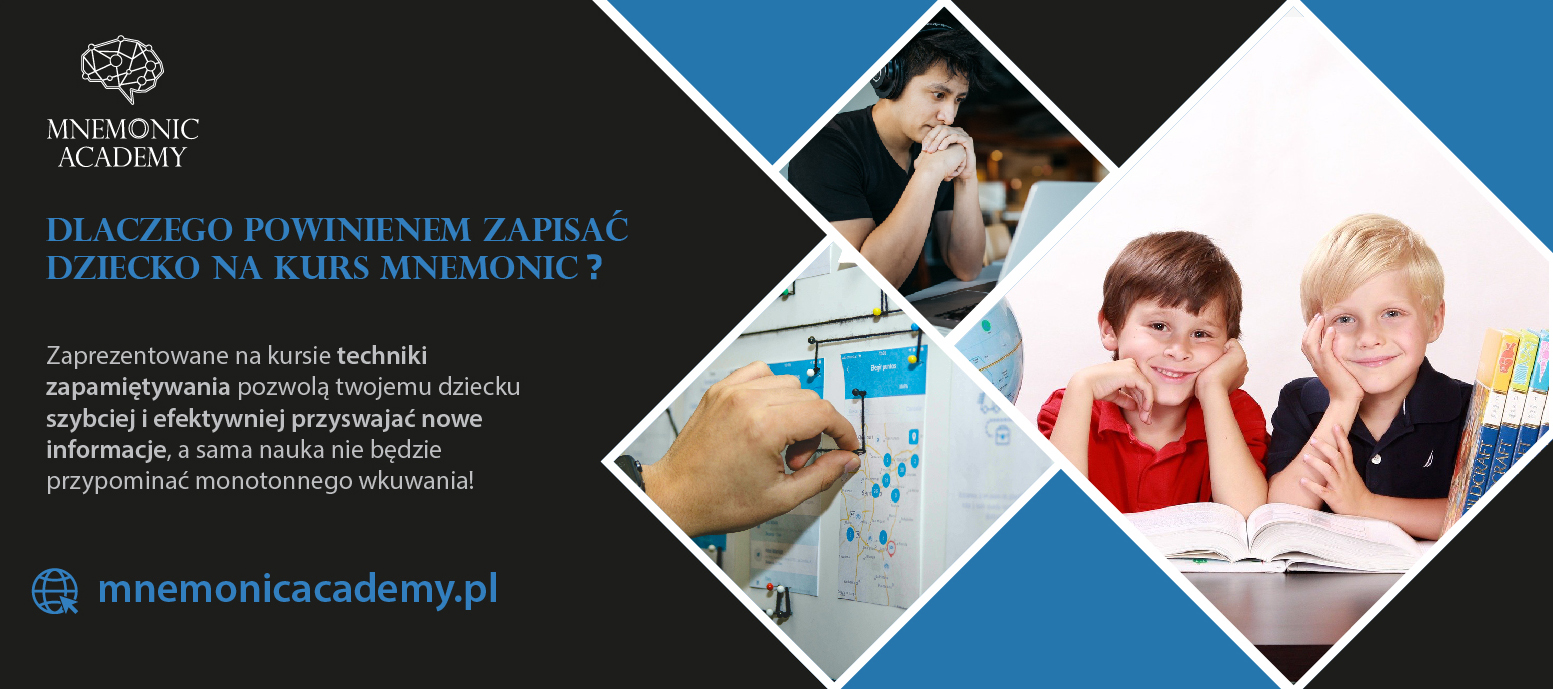 MNEMONIC
ACADEMY
DLACZEGO POWINIENEM ZAPISAĆ
DZIECKO NA KURS MNEMONIC ?
Zaprezentowane na kursie techniki
zapamiętywania pozwolą twojemu dziecku
szybciej i efektywniej przyswajać nowe
informacje, a sama nauka nie będzie
przypominać monotonnego wkuwania!
mnemonicacademy.pl